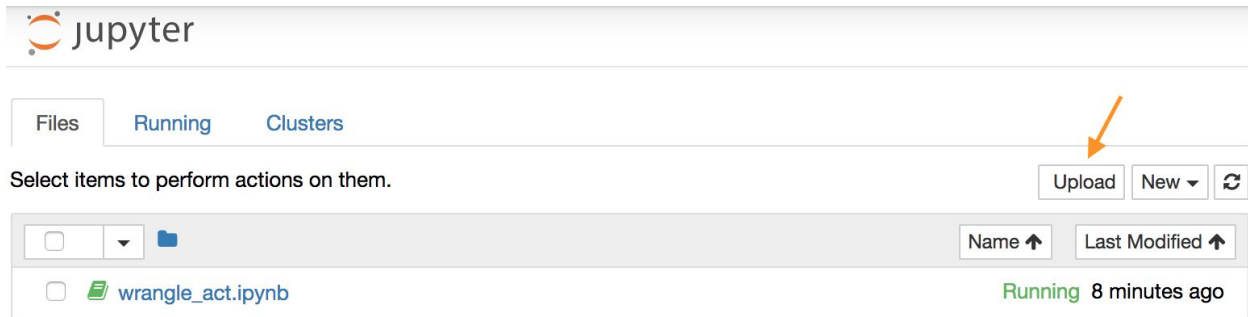 jupyter
Files Running Clusters
Select items to perform actions on them.
Upload New
Name Last Modified
wrangle_act.ipynb Running 8 minutes ago